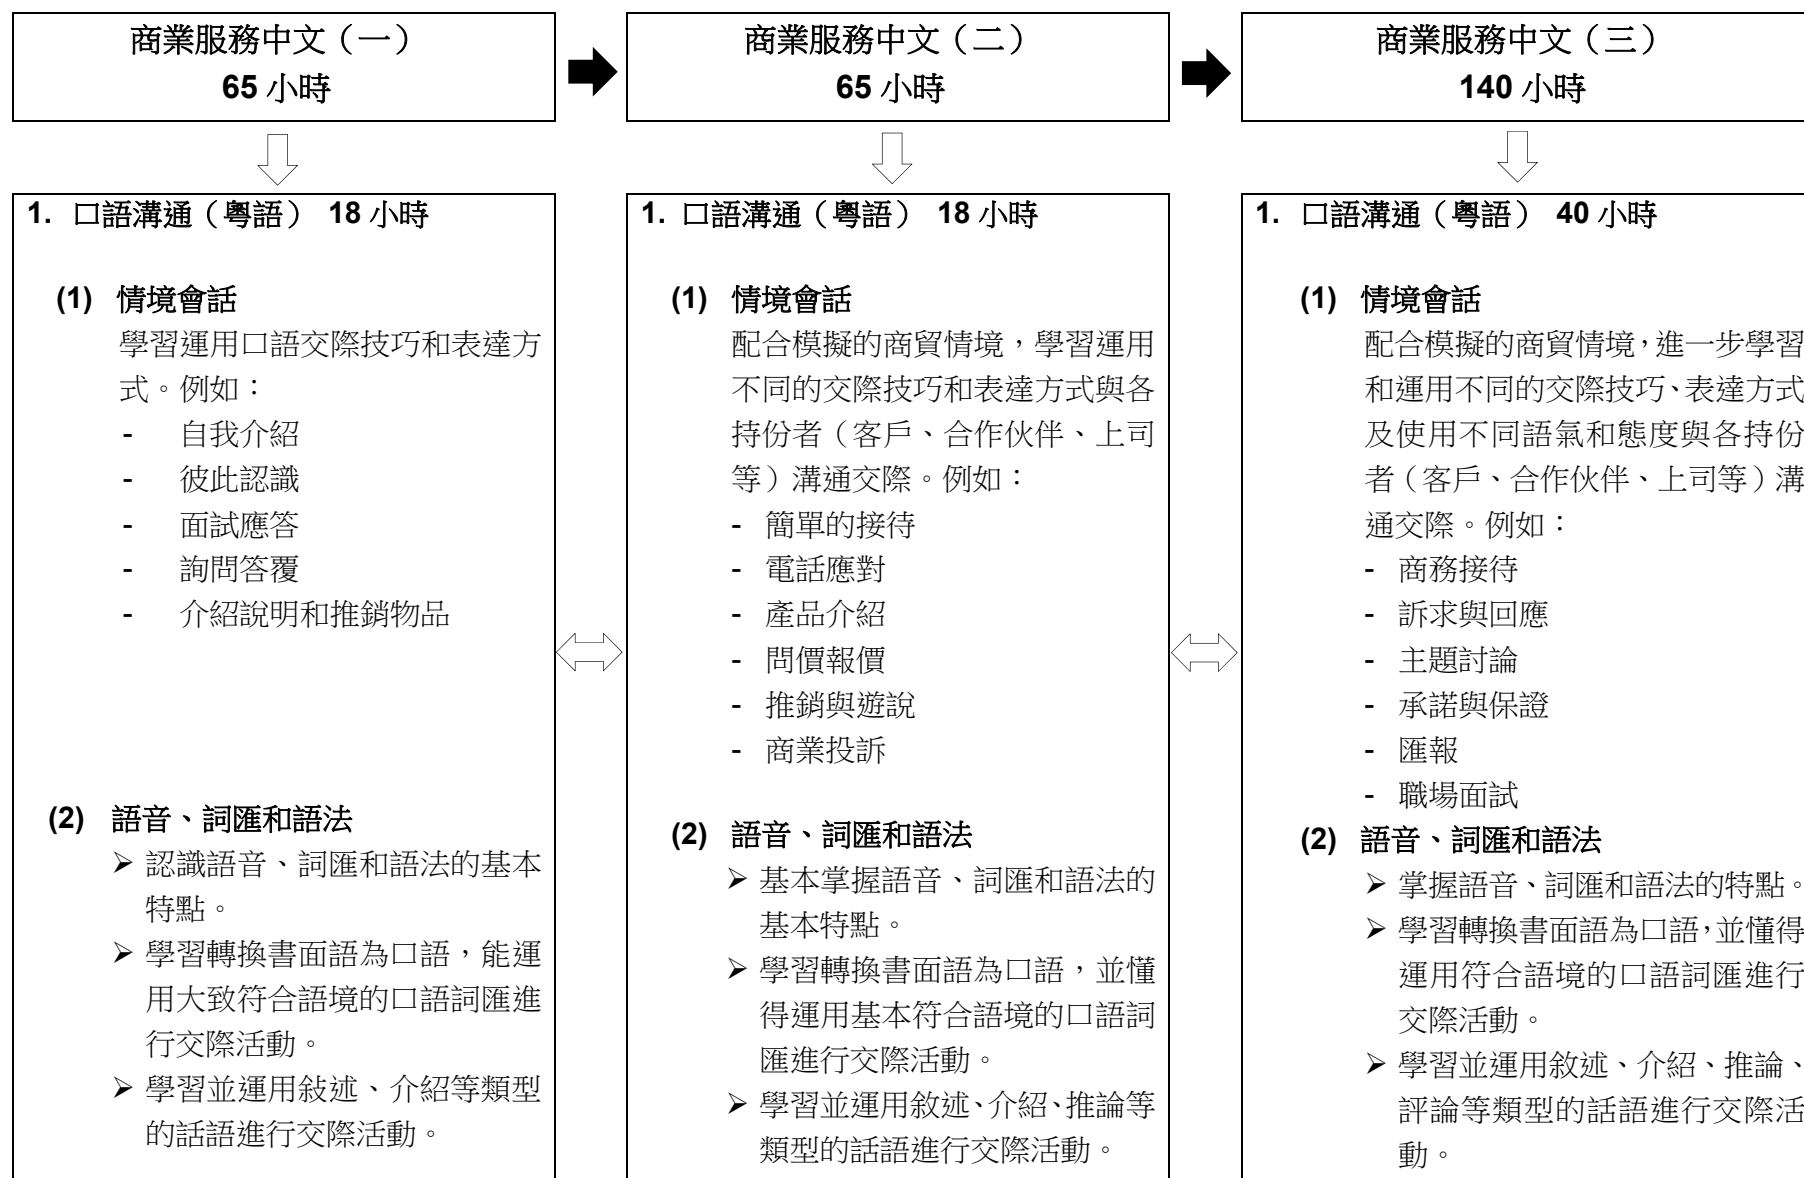 商業服務中文（一）
65 小時
商業服務中文（二）
65 小時
商業服務中文（三）
140 小時
1. 口語溝通（粵語） 18 小時
(1) 情境會話
學習運用口語交際技巧和表達方
式。例如：
- 自我介紹
- 彼此認識
- 面試應答
- 詢問答覆
- 介紹說明和推銷物品
(2) 語音、詞匯和語法
➢ 認識語音、詞匯和語法的基本
特點。
➢ 學習轉換書面語為口語，能運
用大致符合語境的口語詞匯進
行交際活動。
➢ 學習並運用敍述、介紹等類型
的話語進行交際活動。
1. 口語溝通（粵語） 18 小時
(1) 情境會話
配合模擬的商貿情境，學習運用
不同的交際技巧和表達方式與各
持份者（客戶、合作伙伴、上司
等）溝通交際。例如：
- 簡單的接待
- 電話應對
- 產品介紹
- 問價報價
- 推銷與遊說
- 商業投訴
(2) 語音、詞匯和語法
➢ 基本掌握語音、詞匯和語法的
基本特點。
➢ 學習轉換書面語為口語，並懂
得運用基本符合語境的口語詞
匯進行交際活動。
➢ 學習並運用敘述、介紹、推論等
類型的話語進行交際活動。
1. 口語溝通（粵語） 40 小時
(1) 情境會話
配合模擬的商貿情境，進一步學習
和運用不同的交際技巧、表達方式
及使用不同語氣和態度與各持份
者（客戶、合作伙伴、上司等）溝
通交際。例如：
- 商務接待
- 訴求與回應
- 主題討論
- 承諾與保證
- 匯報
- 職場面試
(2) 語音、詞匯和語法
➢ 掌握語音、詞匯和語法的特點。
➢ 學習轉換書面語為口語，並懂得
運用符合語境的口語詞匯進行
交際活動。
➢ 學習並運用敘述、介紹、推論、
評論等類型的話語進行交際活
動。